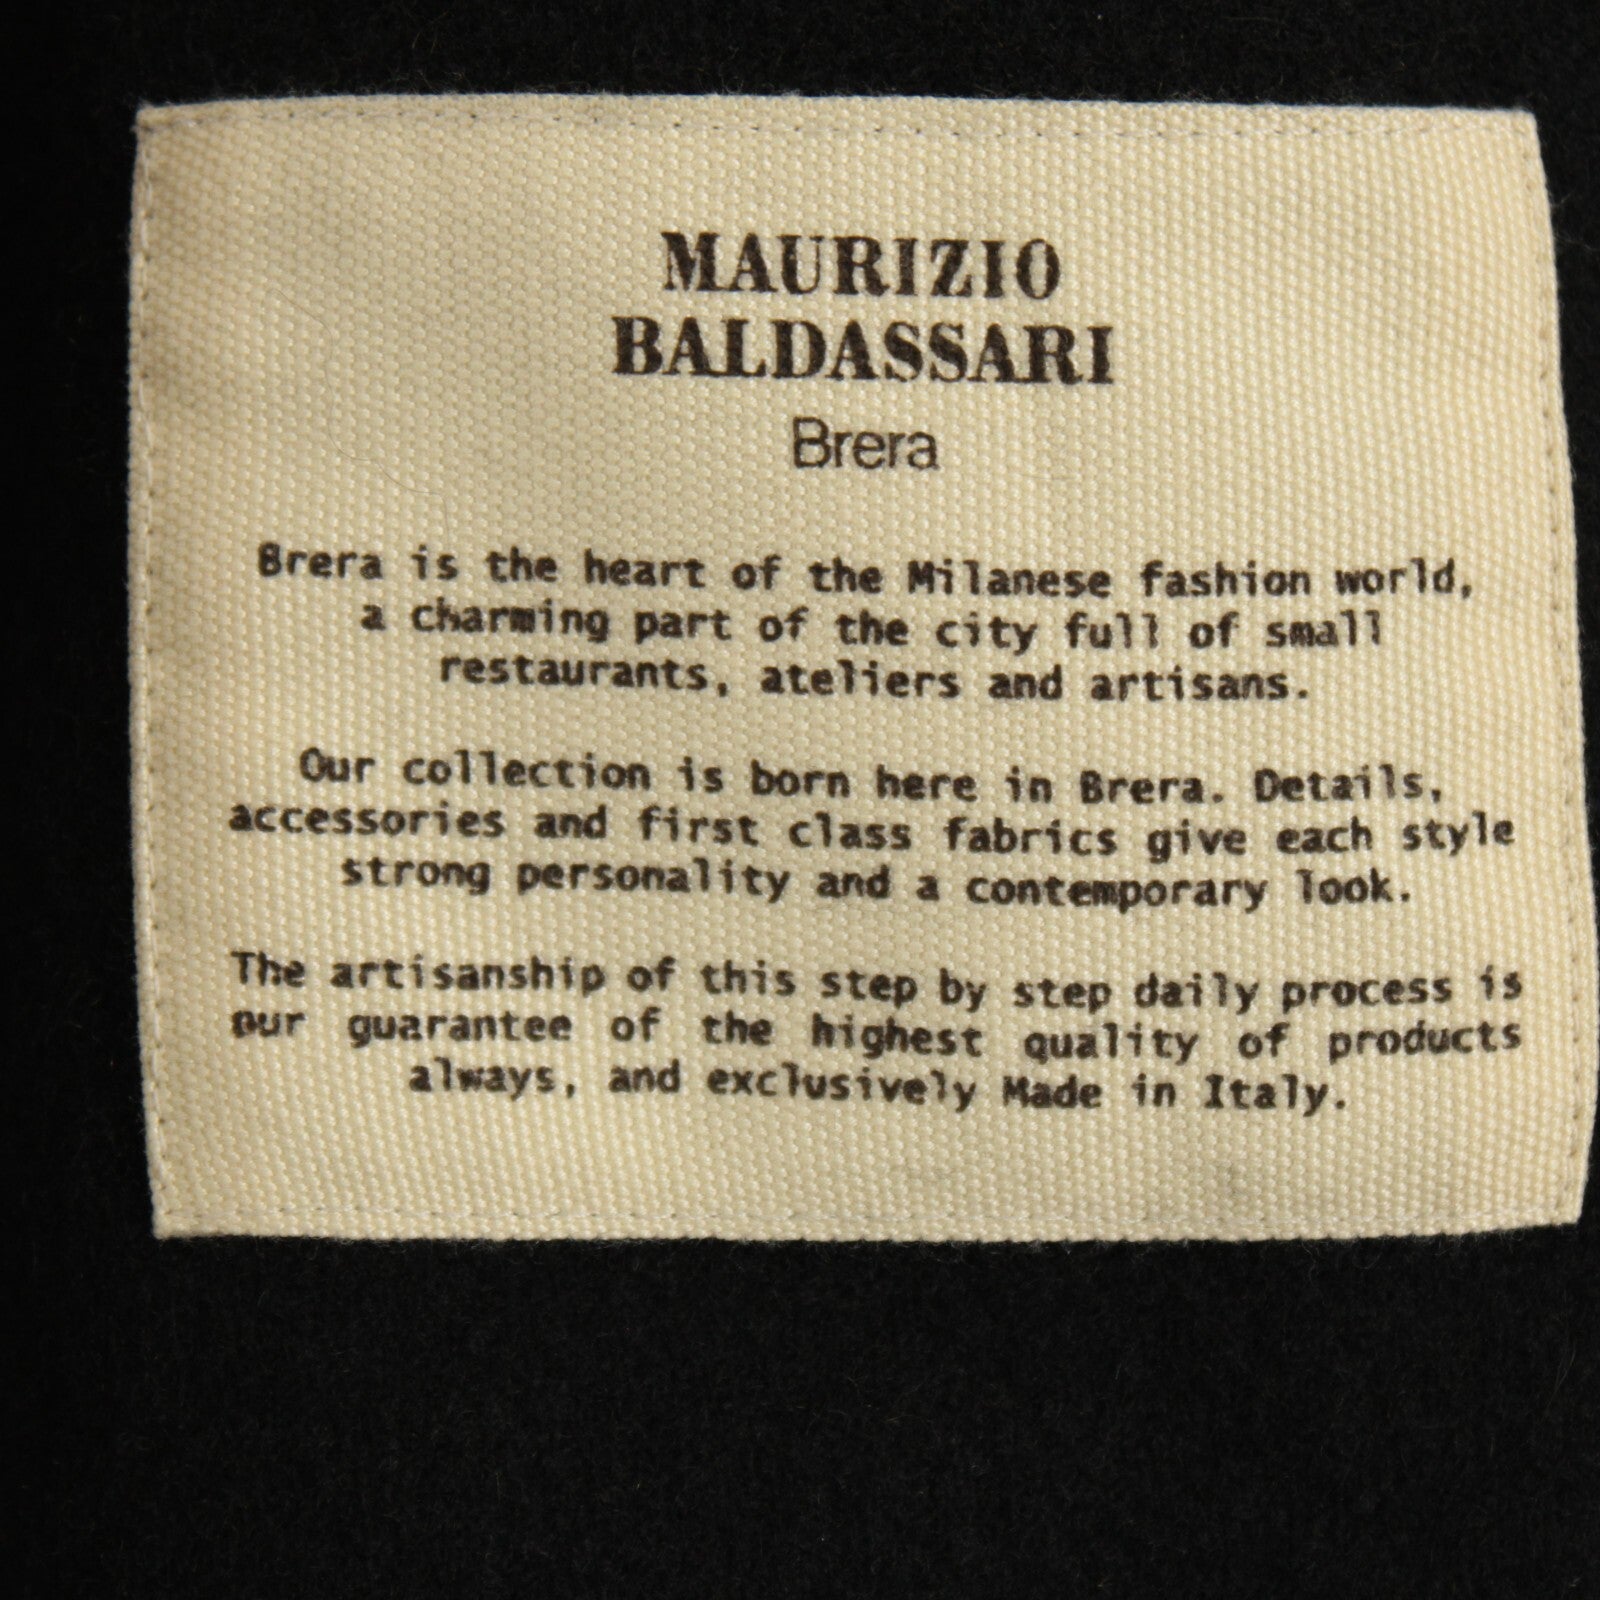 MAURIZIO
BALDASSARI
Brera
Brera is the heart of the Milanese fashion world,
a charming part of the city full of small
restaurants, ateliers and artisans.
Our collection is born here in Brera. Details,
accessories and first class fabrics give each style
strong personality and a contemporary look.
The artisanship of this step by step daily process is
our guarantee of the highest quality of products
always, and exclusively Made in Italy.